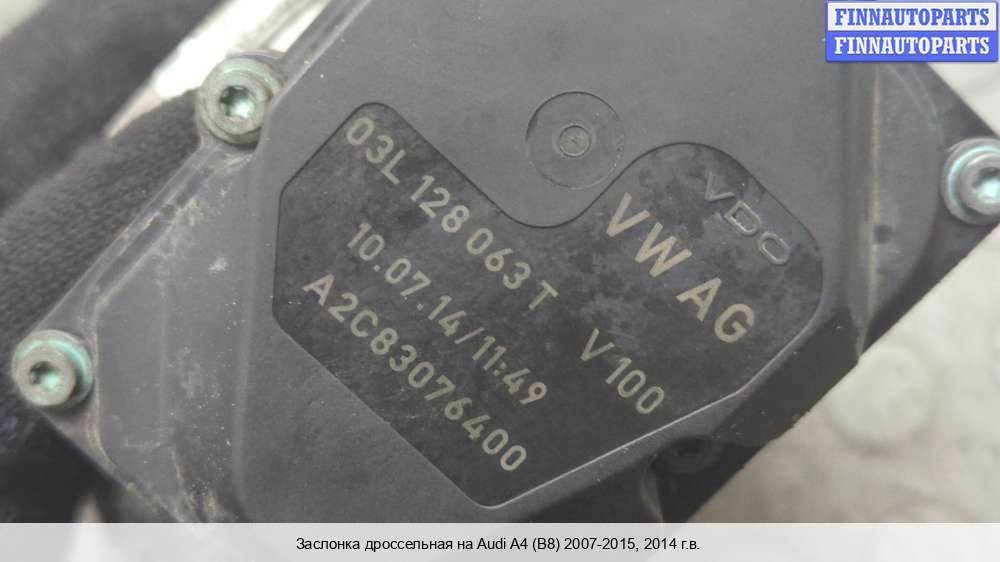 FINNAUTOPARTS
FINNAUTOPARTS
VDO
03L 128 063 T
VW AG
10.07.14/11:49
V 100
A2C83076400
Заслонка дроссельная на Audi A4 (B8) 2007-2015, 2014 г.в.